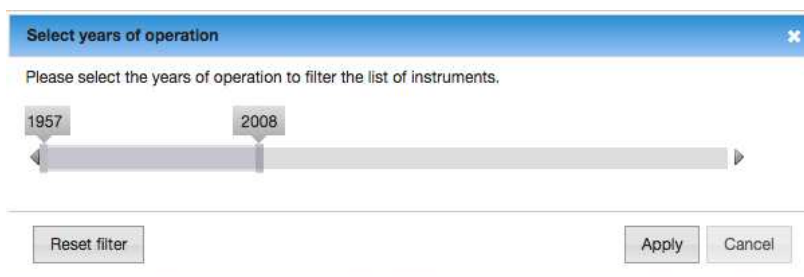 Select years of operation
Please select the years of operation to filter the list of instruments.
1957 2008
Reset filter Apply Cancel